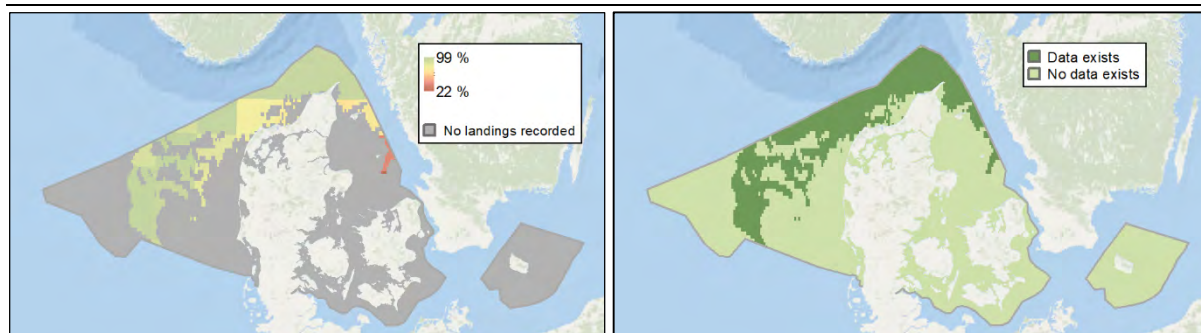 99 %
22 %
No landings recorded
Data exists
No data exists